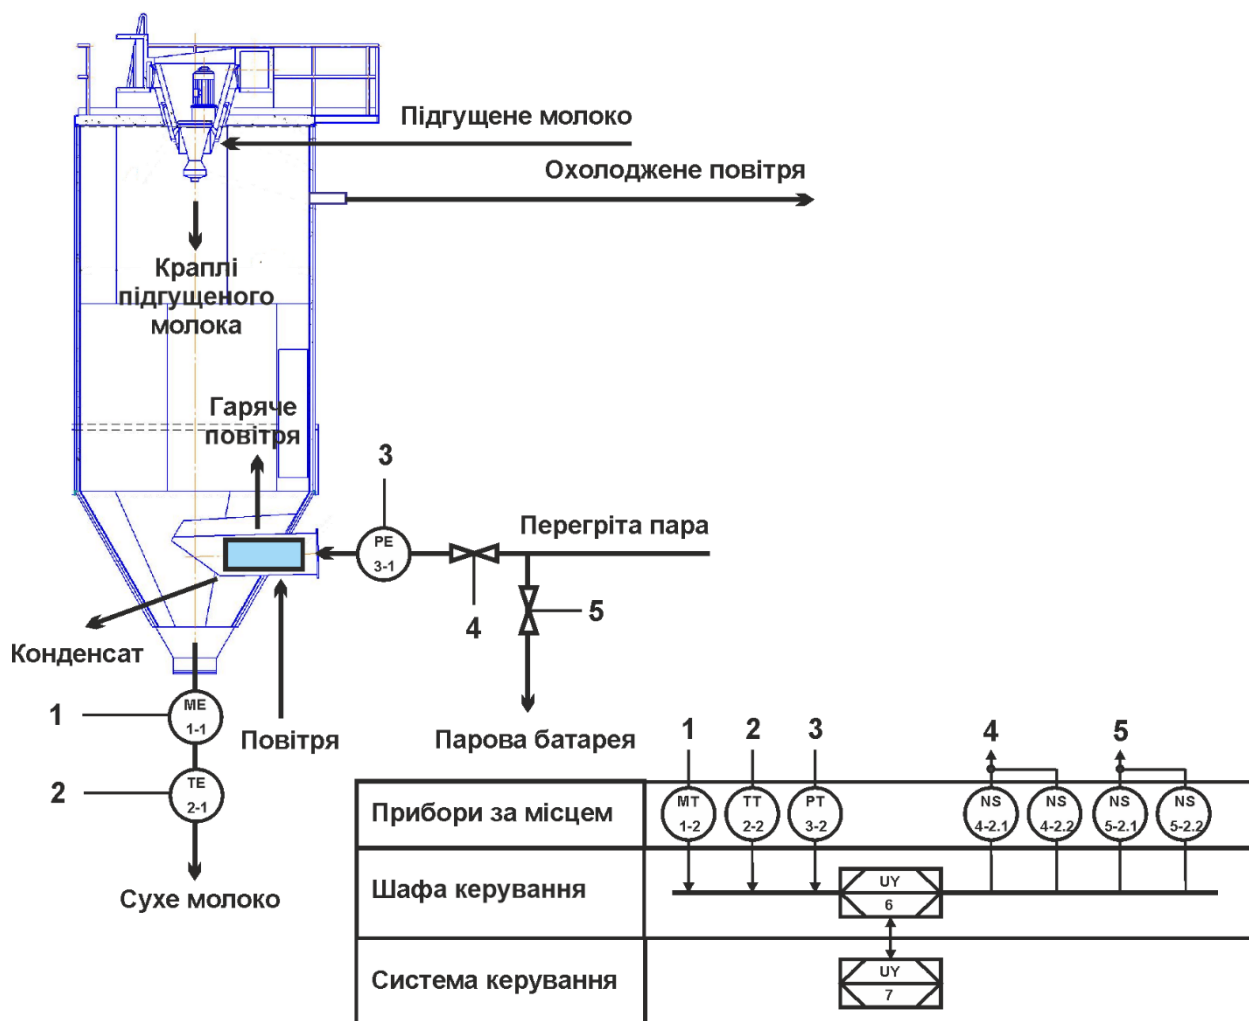 Підгущене молоко
Охолоджене повітря
Краплі
підгущеного
молока
Гаряче
повітря
3
PE
3-1
Перегріта пара
4
5
Конденсат
1
ME
1-1
Повітря
Парова батарея
2
TE
2-1
Сухе молоко
1 2 3 4 5
Прибори за місцем
MT TT PT NS NS NS NS
1-2 2-2 3-2 4-2.1 4-2.2 5-2.1 5-2.2
Шафа керування
UY
6
Система керування
UY
7